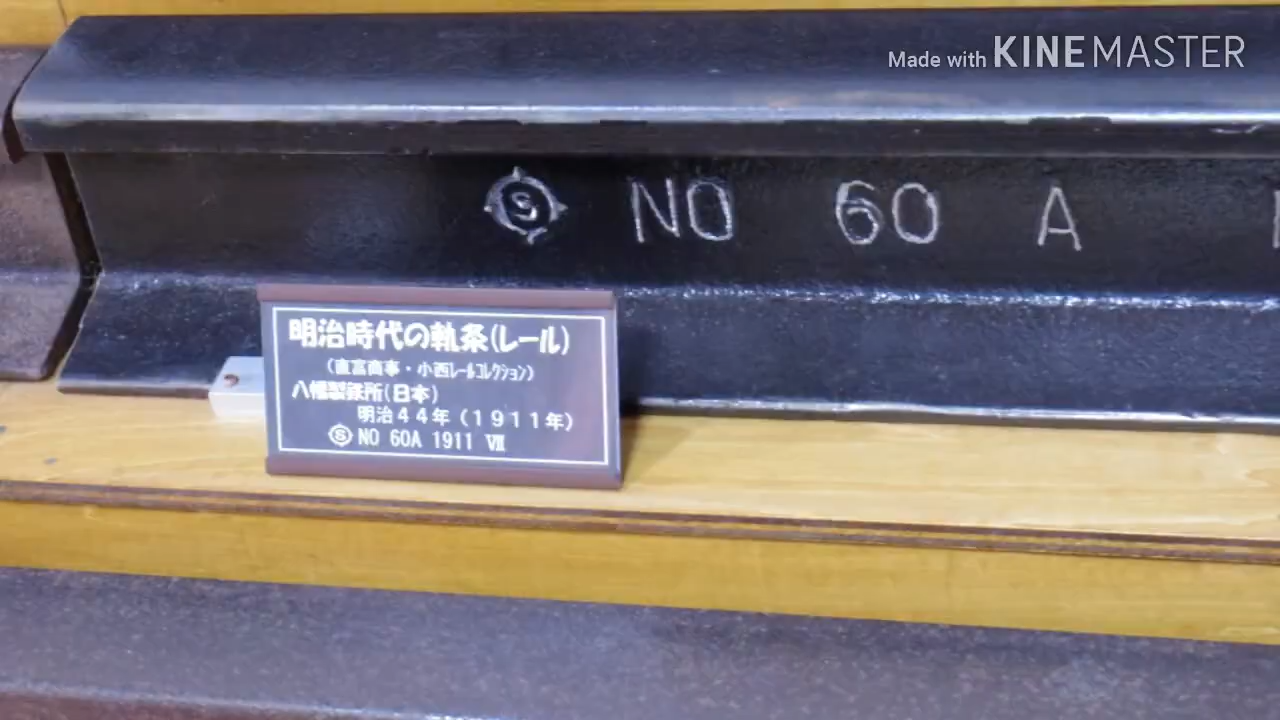 Made with KINEMASTER
Ⓢ NO 60 A
明治時代の軌条(レール)
(直富商事・小西レールコレクション)
八幡製鉄所(日本)
明治44年(1911年)
Ⓢ NO 60A 1911 Ⅶ